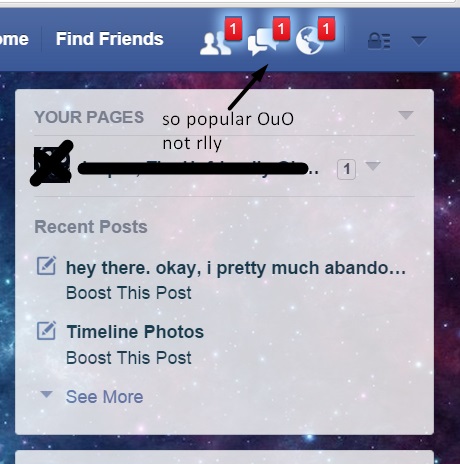 ome Find Friends 1 1 1
YOUR PAGES
so popular OuO
not rlly
1
Recent Posts
hey there. okay, i pretty much abando...
Boost This Post
Timeline Photos
Boost This Post
See More